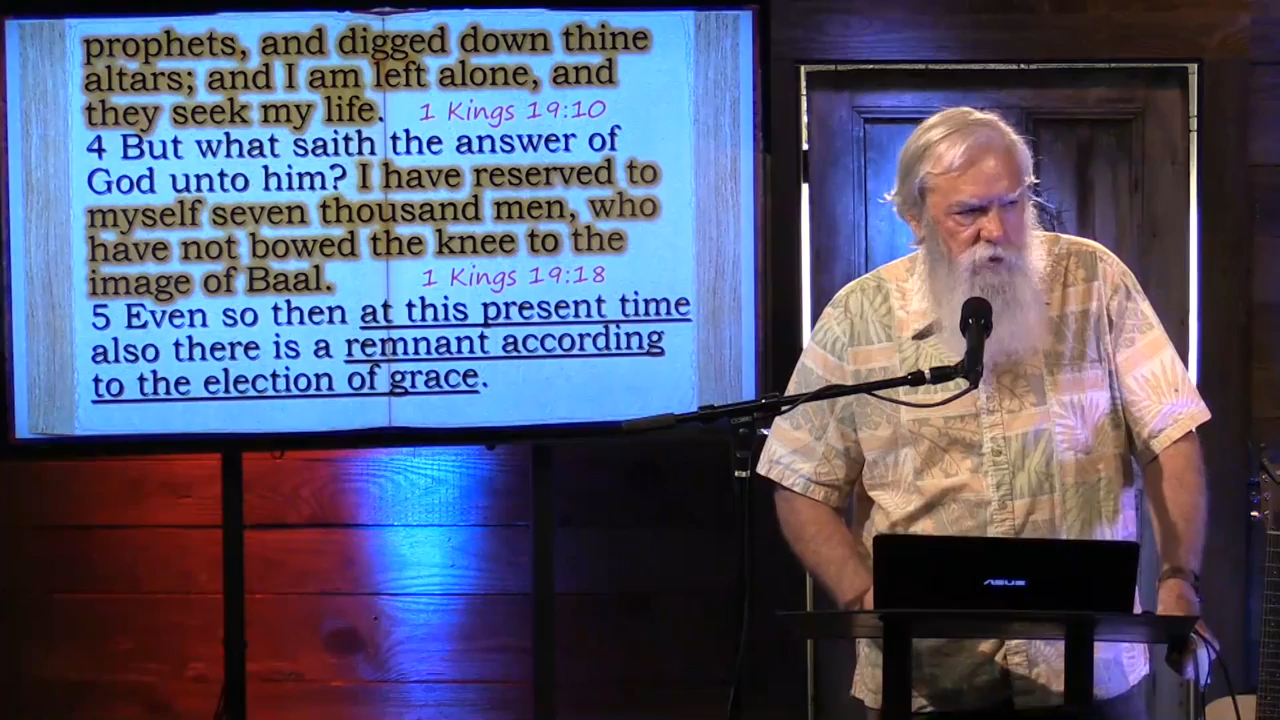 prophets, and digged down thine
altars; and I am left alone, and
they seek my life. 1 Kings 19:10
4 But what saith the answer of
God unto him? I have reserved to
myself seven thousand men, who
have not bowed the knee to the
image of Baal. 1 Kings 19:18
5 Even so then at this present time
also there is a remnant according
to the election of grace.
ASUS